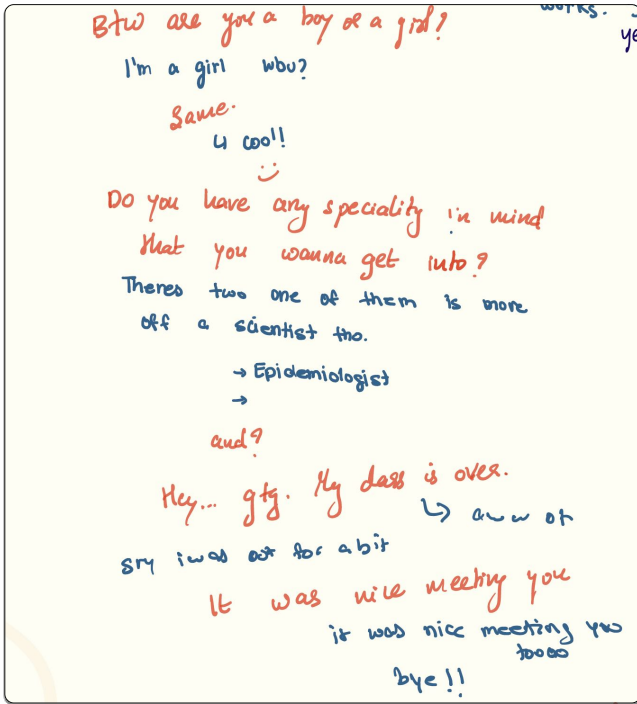 works.
ye
Btw are you a boy or a girl?
I'm a girl wbu?
Same.
u cool!
:)
Do you have any speciality in mind
that you wanna get into?
Theres two one of them is more
off a scientist tho.
→ Epidemiologist
→
and?
Hey... gtg. My class is over.
↳ aww ok
sry i was out for a bit
It was nice meeting you
it was nice meeting you
toooo
bye!!